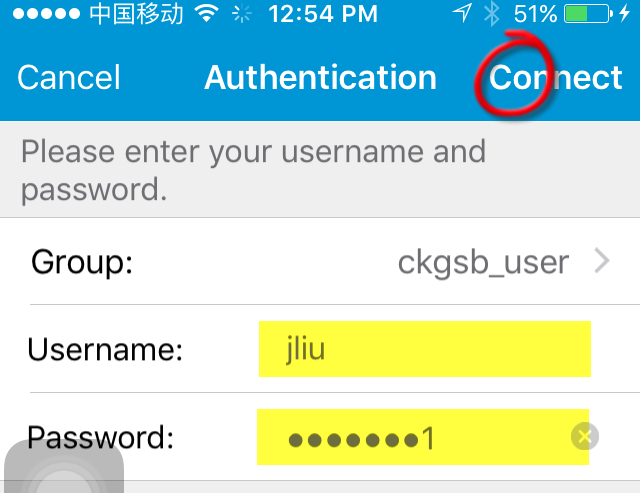 中国移动 12:54 PM 51%
Cancel Authentication Connect
Please enter your username and
password.
Group: ckgsb_user
Username: jliu
Password: ●●●●●●●1